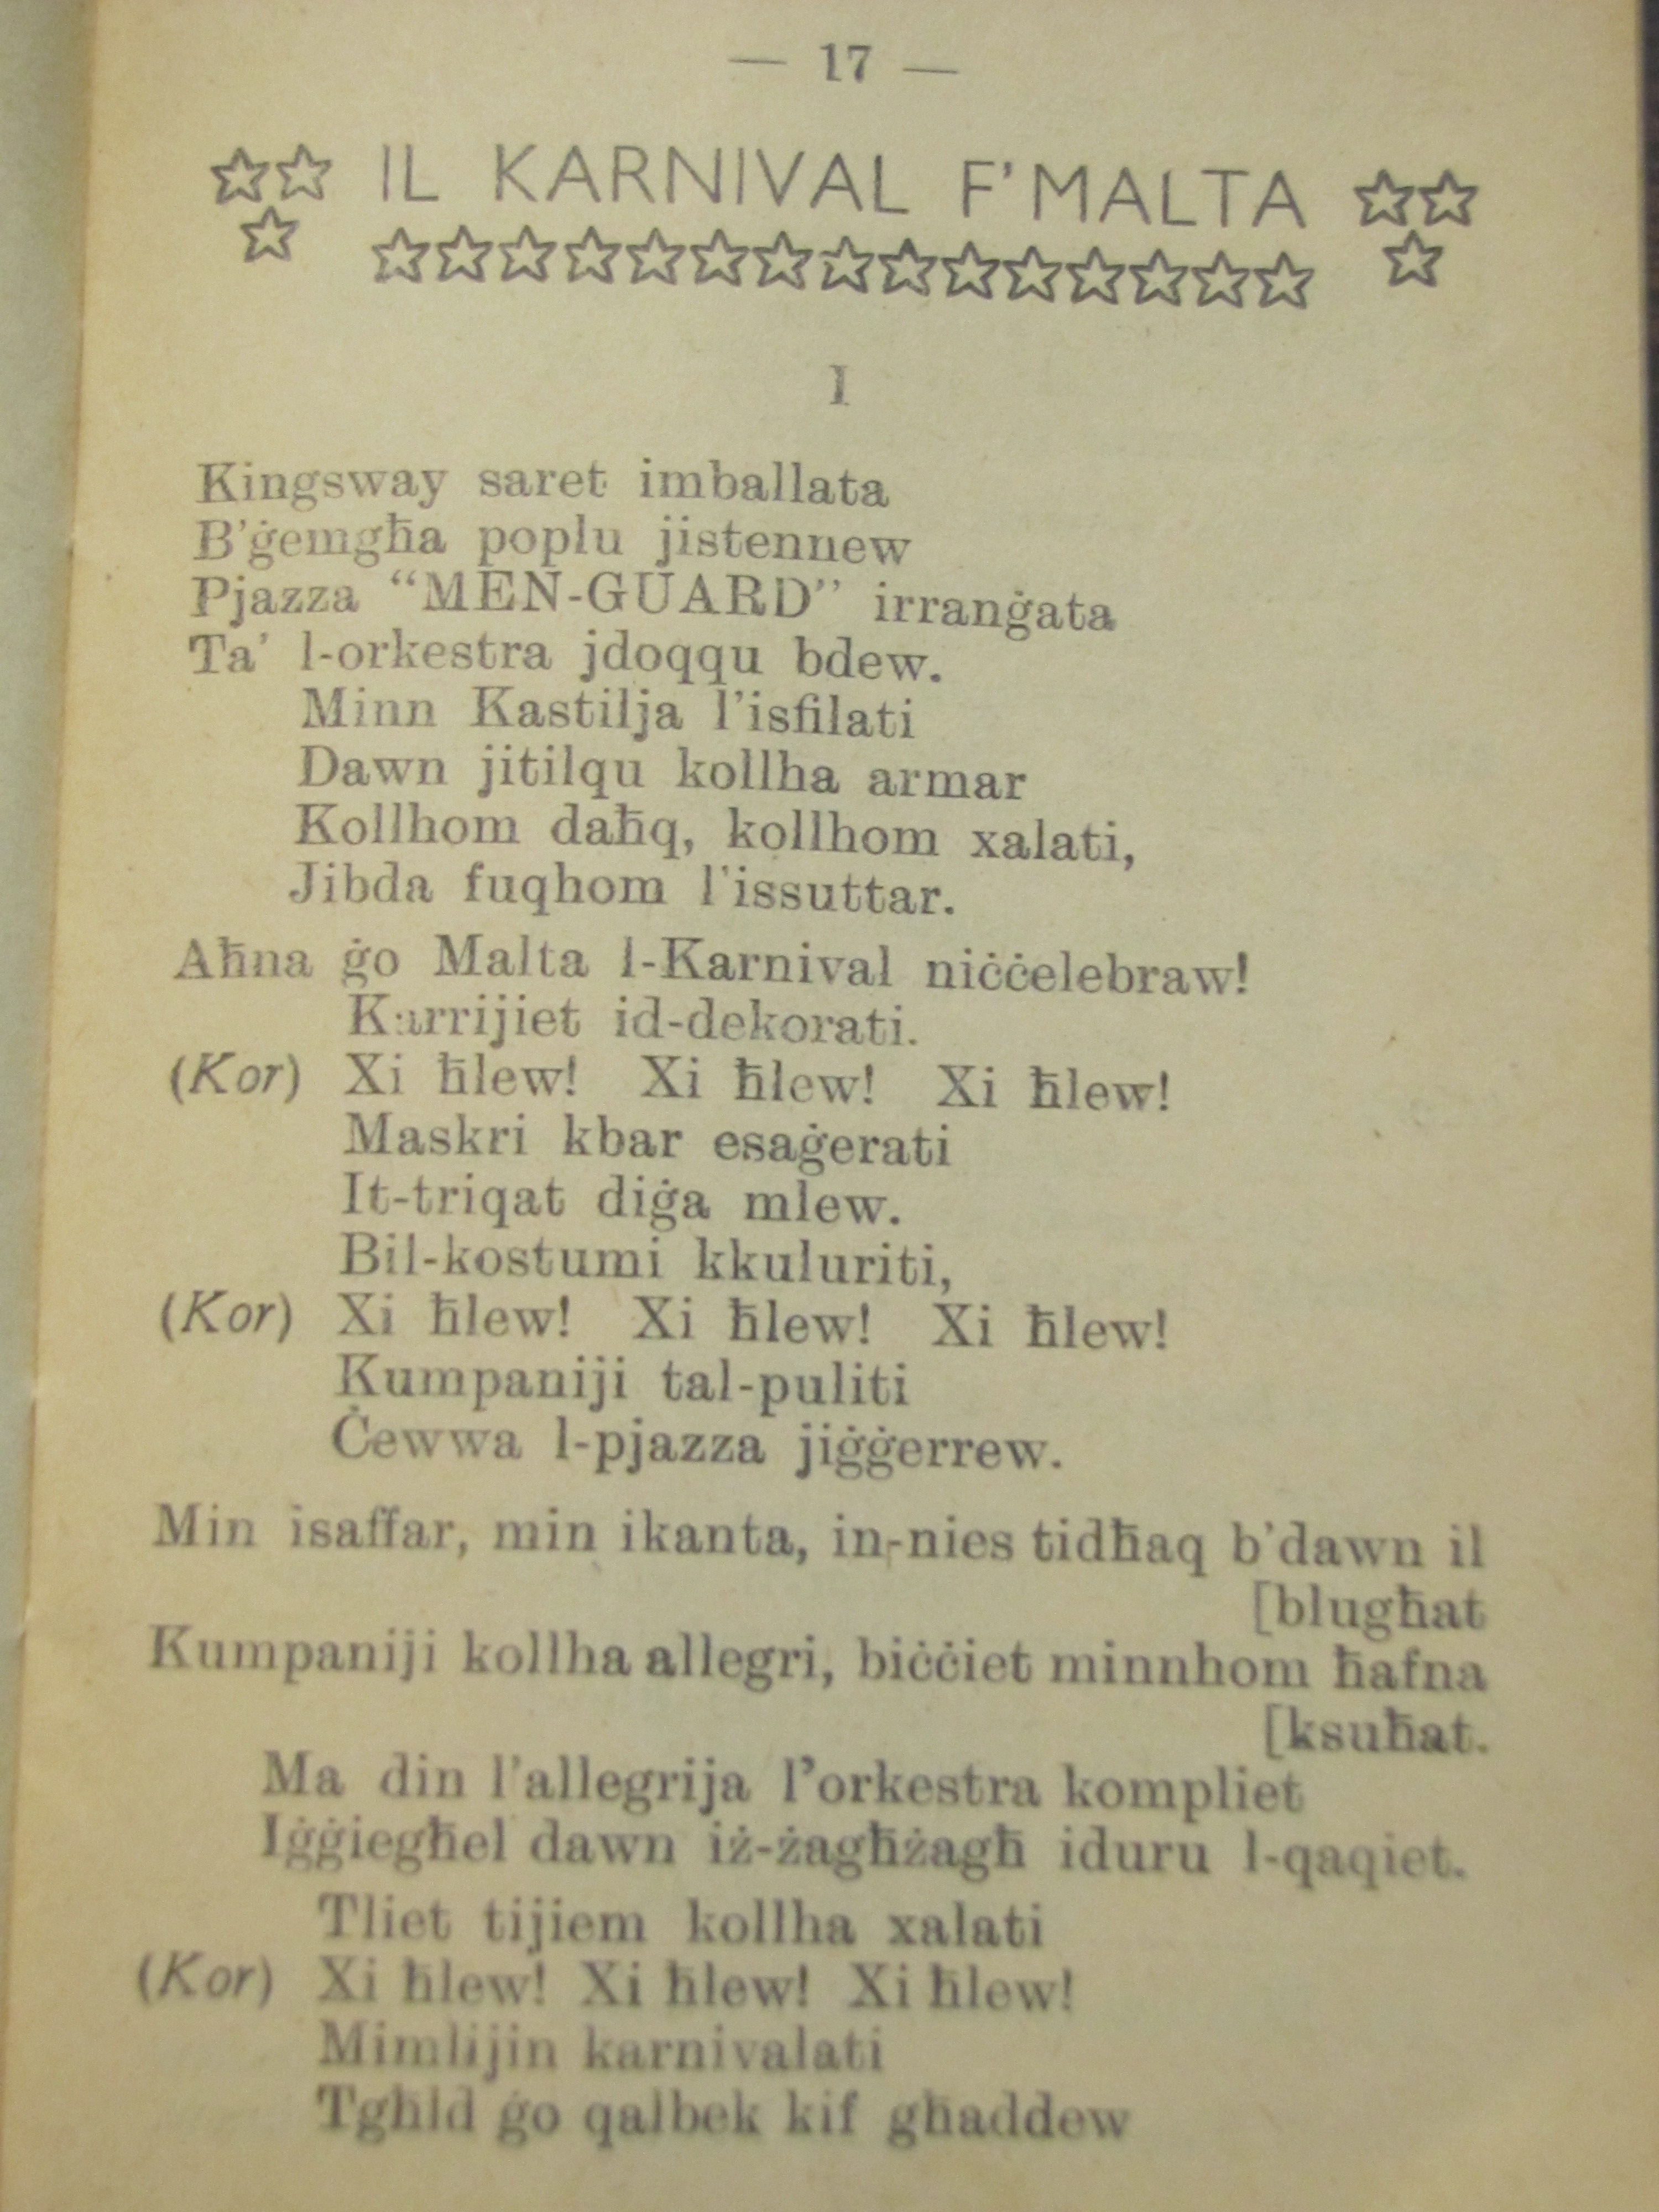 — 17 —
IL KARNIVAL F'MALTA
I
Kingsway saret imballata
B'ġemgħa poplu jistennew
Pjazza “MEN-GUARD” irranġata
Ta' l-orkestra jdoqqu bdew.
Minn Kastilja l'isfilati
Dawn jitilqu kollha armar
Kollhom daħq, kollhom xalati,
Jibda fuqhom l'issuttar.
Aħna ġo Malta l-Karnival niċċelebraw!
Karrijiet id-dekorati.
(Kor) Xi ħlew! Xi ħlew! Xi ħlew!
Maskri kbar esaġerati
It-triqat diġa mlew.
Bil-kostumi kkuluriti,
(Kor) Xi ħlew! Xi ħlew! Xi ħlew!
Kumpaniji tal-puliti
Ċewwa l-pjazza jiġġerrew.
Min isaffar, min ikanta, in-nies tidħaq b'dawn il
[blugħat
Kumpaniji kollha allegri, biċċiet minnhom ħafna
[ksuħat.
Ma din l'allegrija l'orkestra kompliet
Iġġiegħel dawn iż-żagħżagħ iduru l-qaqiet.
Tliet tijiem kollha xalati
(Kor) Xi ħlew! Xi ħlew! Xi ħlew!
Mimlijin karnivalati
Tgħld ġo qalbek kif għaddew